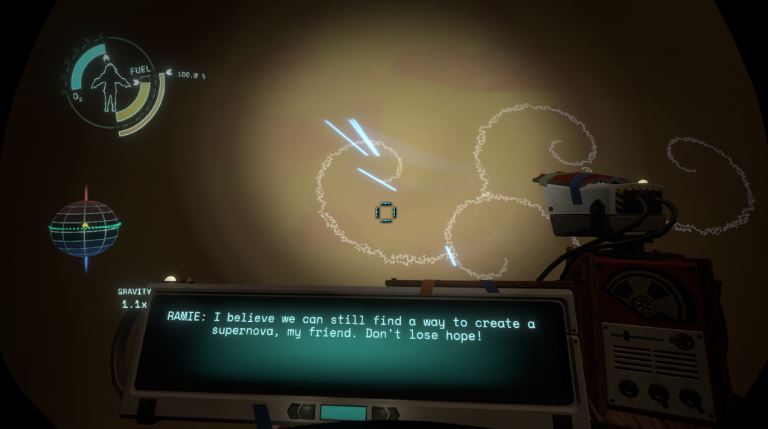 FUEL
100.0 %
O₂
GRAVITY
1.1x
RAMIE: I believe we can still find a way to create a
supernova, my friend. Don't lose hope!